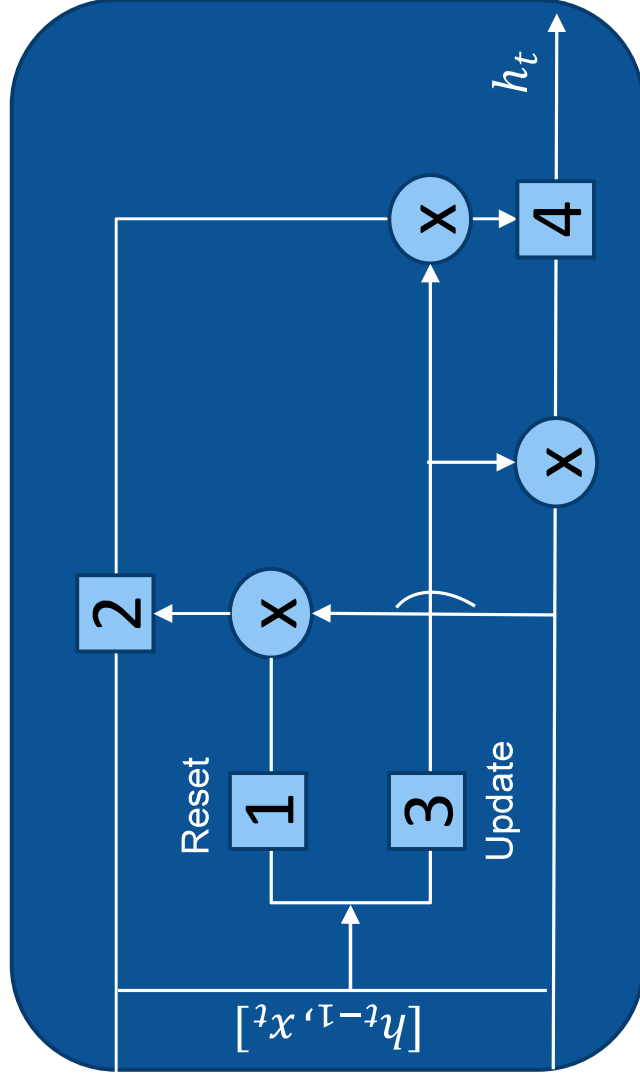 [h_{t−1}, x_t]
Reset
1
x
2
3
Update
x
x
4
h_t